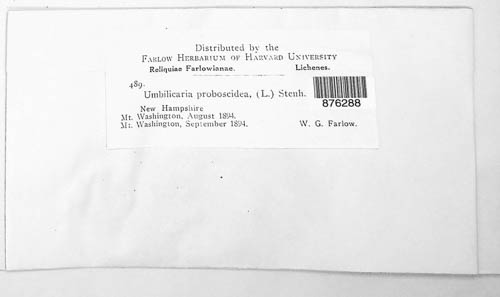 Distributed by the
FARLOW HERBARIUM OF HARVARD UNIVERSITY
Reliquiae Farlowianae. Lichenes.
489.
Umbilicaria proboscidea, (L.) Stenh.
876288
New Hampshire
Mt. Washington, August 1894.
Mt. Washington, September 1894. W. G. Farlow.